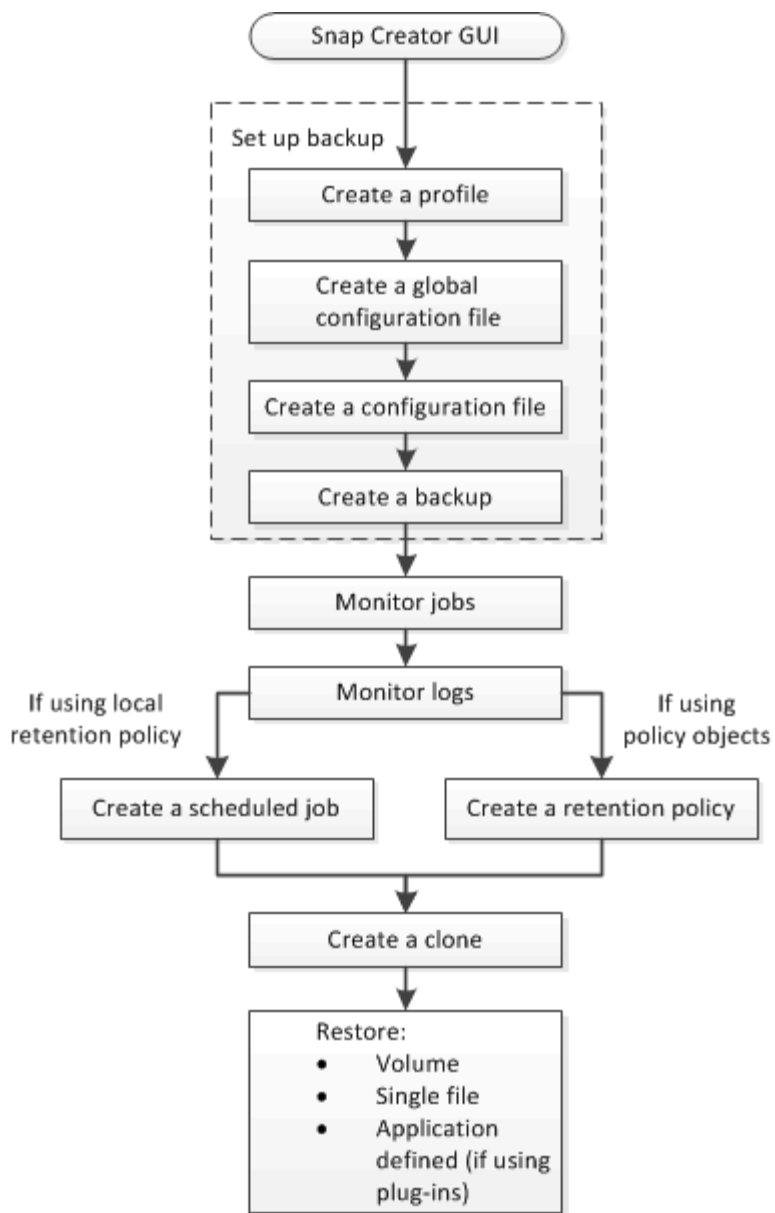 Snap Creator GUI
Set up backup
Create a profile
Create a global
configuration file
Create a configuration file
Create a backup
Monitor jobs
Monitor logs
If using local
retention policy
If using
policy objects
Create a scheduled job
Create a retention policy
Create a clone
Restore:
• Volume
• Single file
• Application
defined (if using
plug-ins)